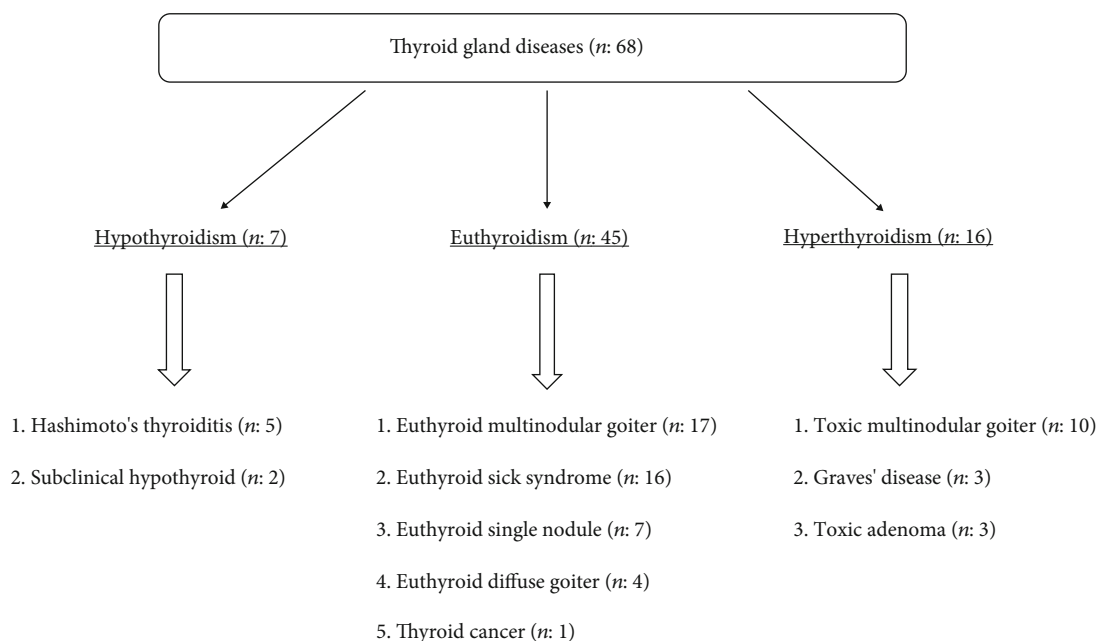 Thyroid gland diseases (n: 68)
Hypothyroidism (n: 7)
Euthyroidism (n: 45)
Hyperthyroidism (n: 16)
1. Hashimoto's thyroiditis (n: 5)
2. Subclinical hypothyroid (n: 2)
1. Euthyroid multinodular goiter (n: 17)
2. Euthyroid sick syndrome (n: 16)
3. Euthyroid single nodule (n: 7)
4. Euthyroid diffuse goiter (n: 4)
5. Thyroid cancer (n: 1)
1. Toxic multinodular goiter (n: 10)
2. Graves' disease (n: 3)
3. Toxic adenoma (n: 3)